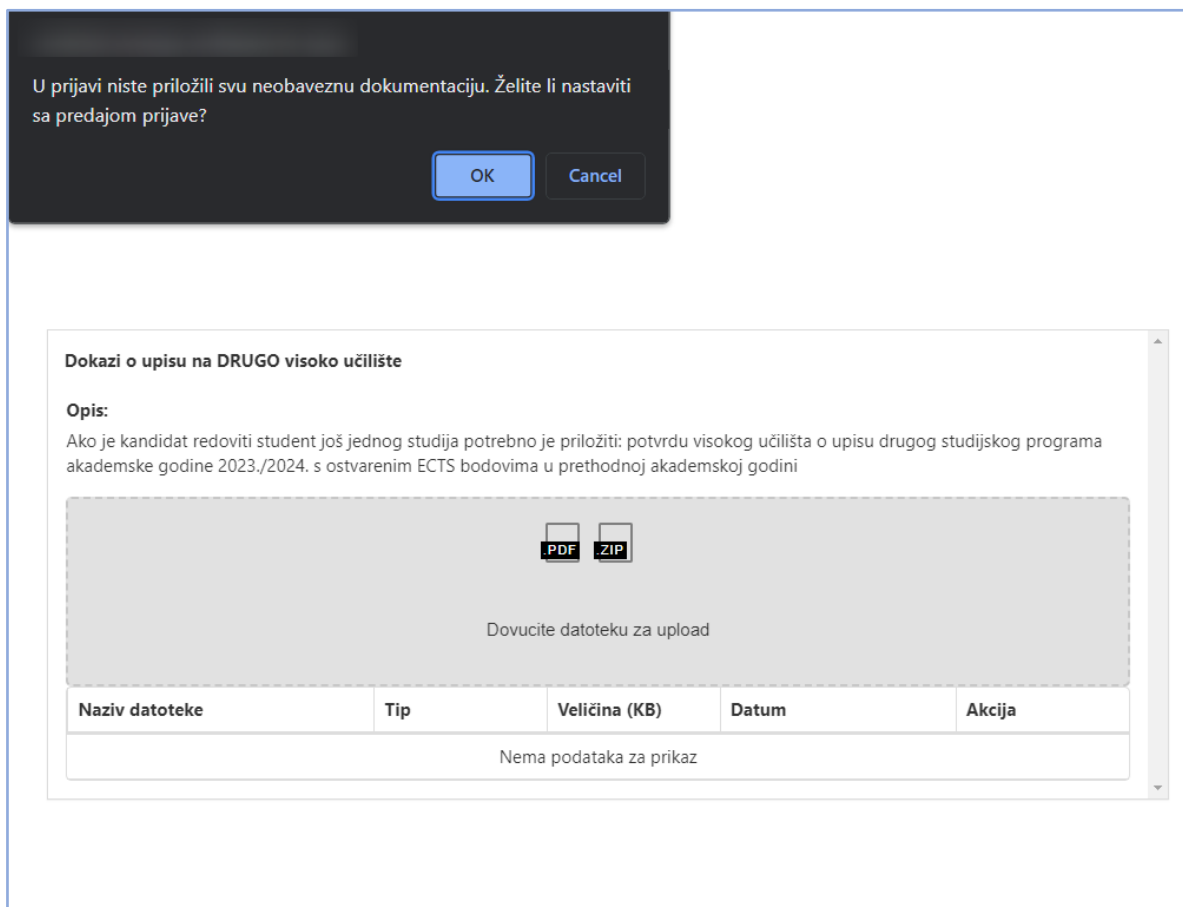 U prijavi niste priložili svu neobaveznu dokumentaciju. Želite li nastaviti
sa predajom prijave?
OK Cancel
Dokazi o upisu na DRUGO visoko učilište
Opis:
Ako je kandidat redoviti student još jednog studija potrebno je priložiti: potvrdu visokog učilišta o upisu drugog studijskog programa
akademske godine 2023./2024. s ostvarenim ECTS bodovima u prethodnoj akademskoj godini
.PDF .ZIP
Dovucite datoteku za upload
Naziv datoteke Tip Veličina (KB) Datum Akcija
Nema podataka za prikaz